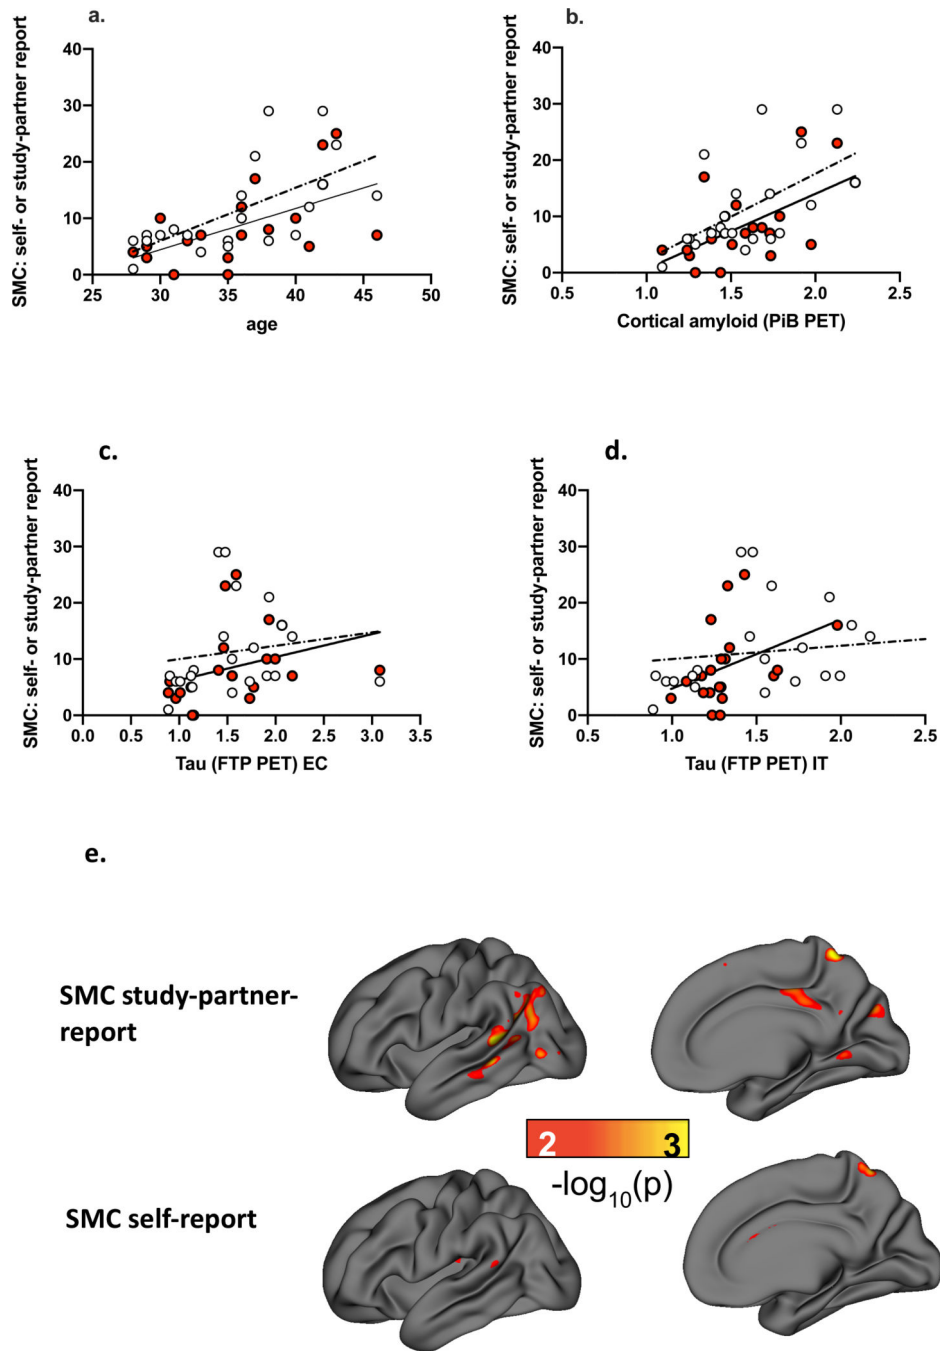 a.
SMC: self- or study-partner report
40
30
20
10
0
25 30 35 40 45 50
age
b.
SMC: self- or study-partner report
40
30
20
10
0
0.5 1.0 1.5 2.0 2.5
Cortical amyloid (PiB PET)
c.
SMC: self- or study-partner report
40
30
20
10
0
0.0 0.5 1.0 1.5 2.0 2.5 3.0 3.5
Tau (FTP PET) EC
d.
SMC: self- or study-partner report
40
30
20
10
0
0.5 1.0 1.5 2.0 2.5
Tau (FTP PET) IT
e.
SMC study-partner-
report
2 3
-log10(p)
SMC self-report